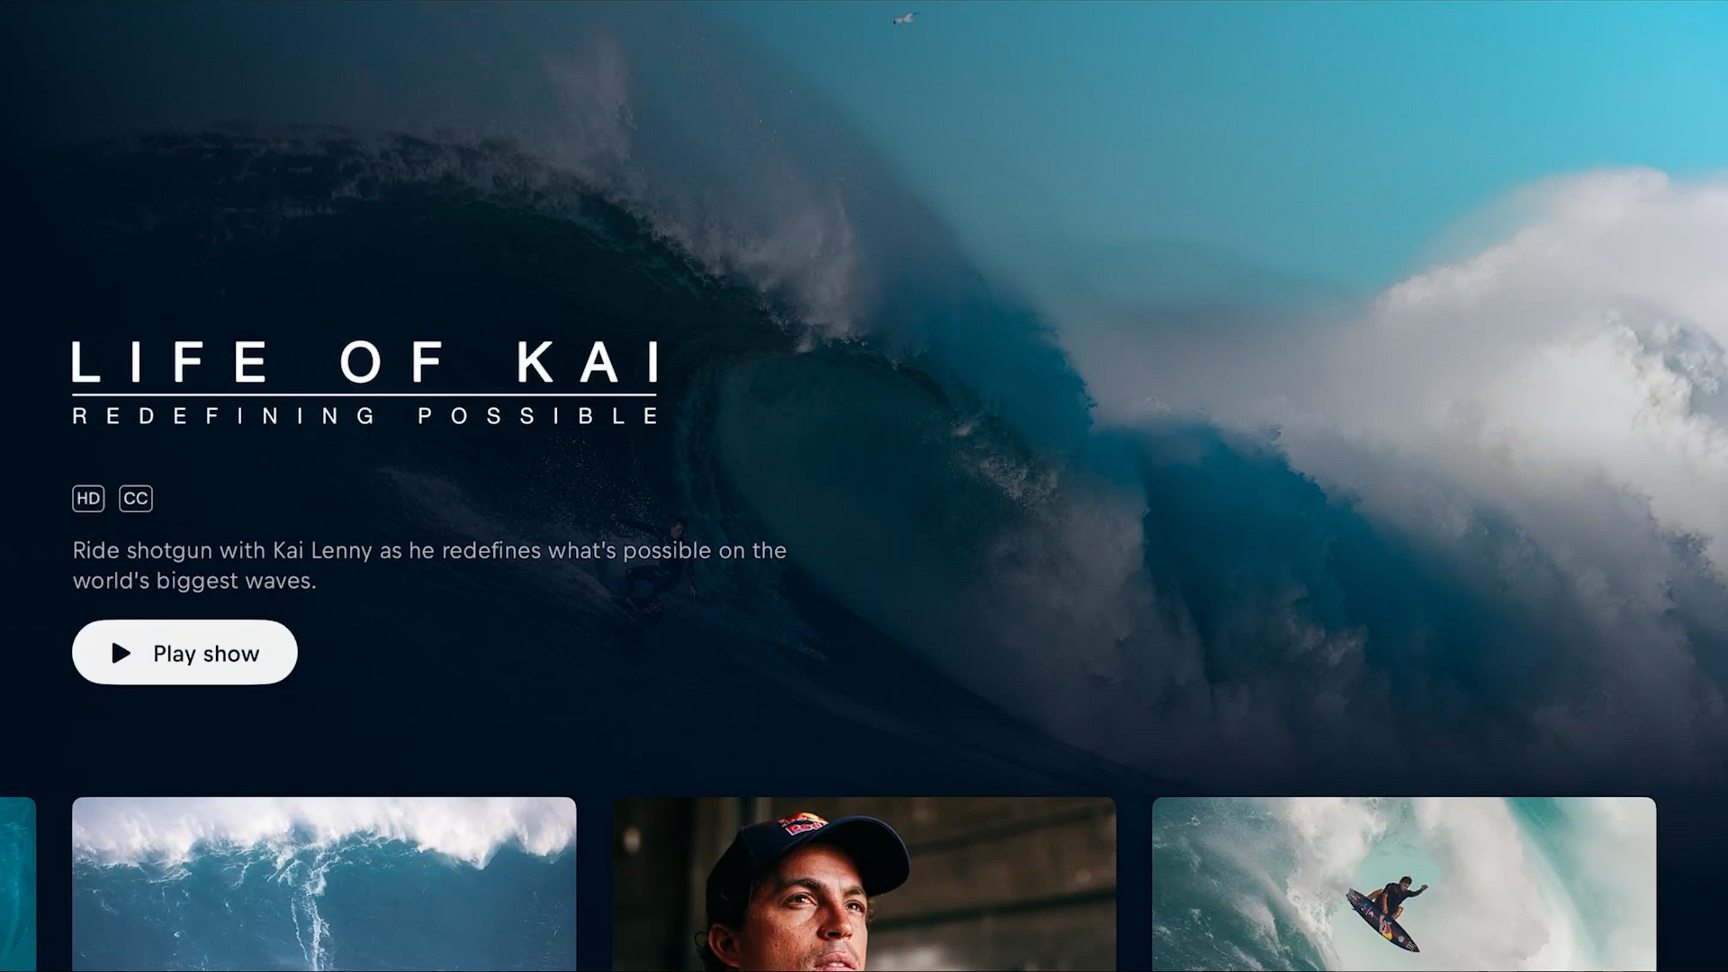 LIFE OF KAI
REDEFINING POSSIBLE
HD CC
Ride shotgun with Kai Lenny as he redefines what's possible on the
world's biggest waves.
Play show